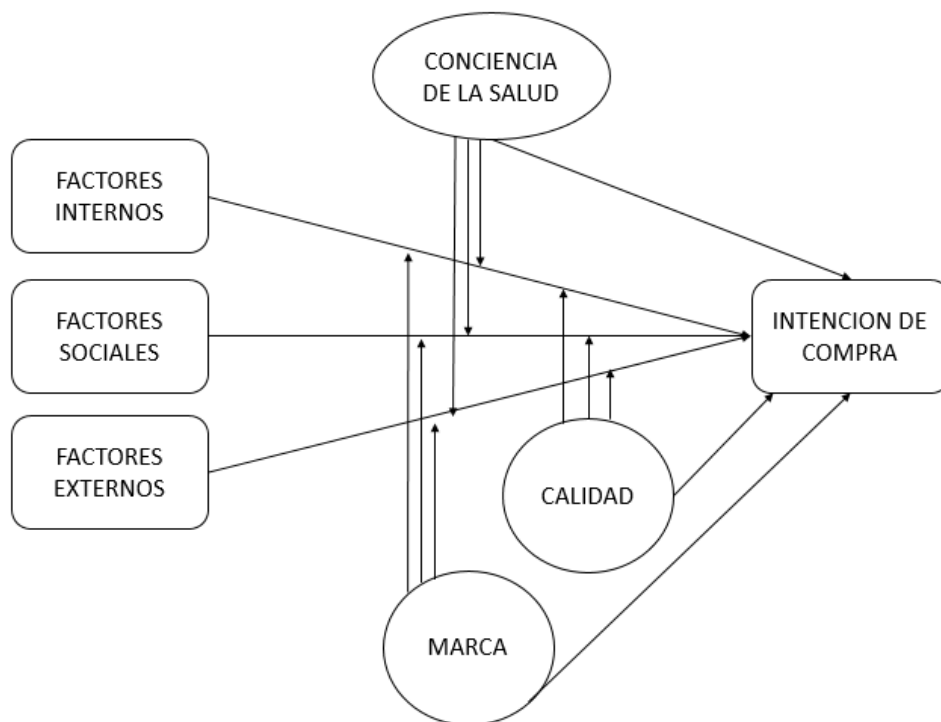 CONCIENCIA
DE LA SALUD
FACTORES
INTERNOS
FACTORES
SOCIALES
INTENCION DE
COMPRA
FACTORES
EXTERNOS
CALIDAD
MARCA